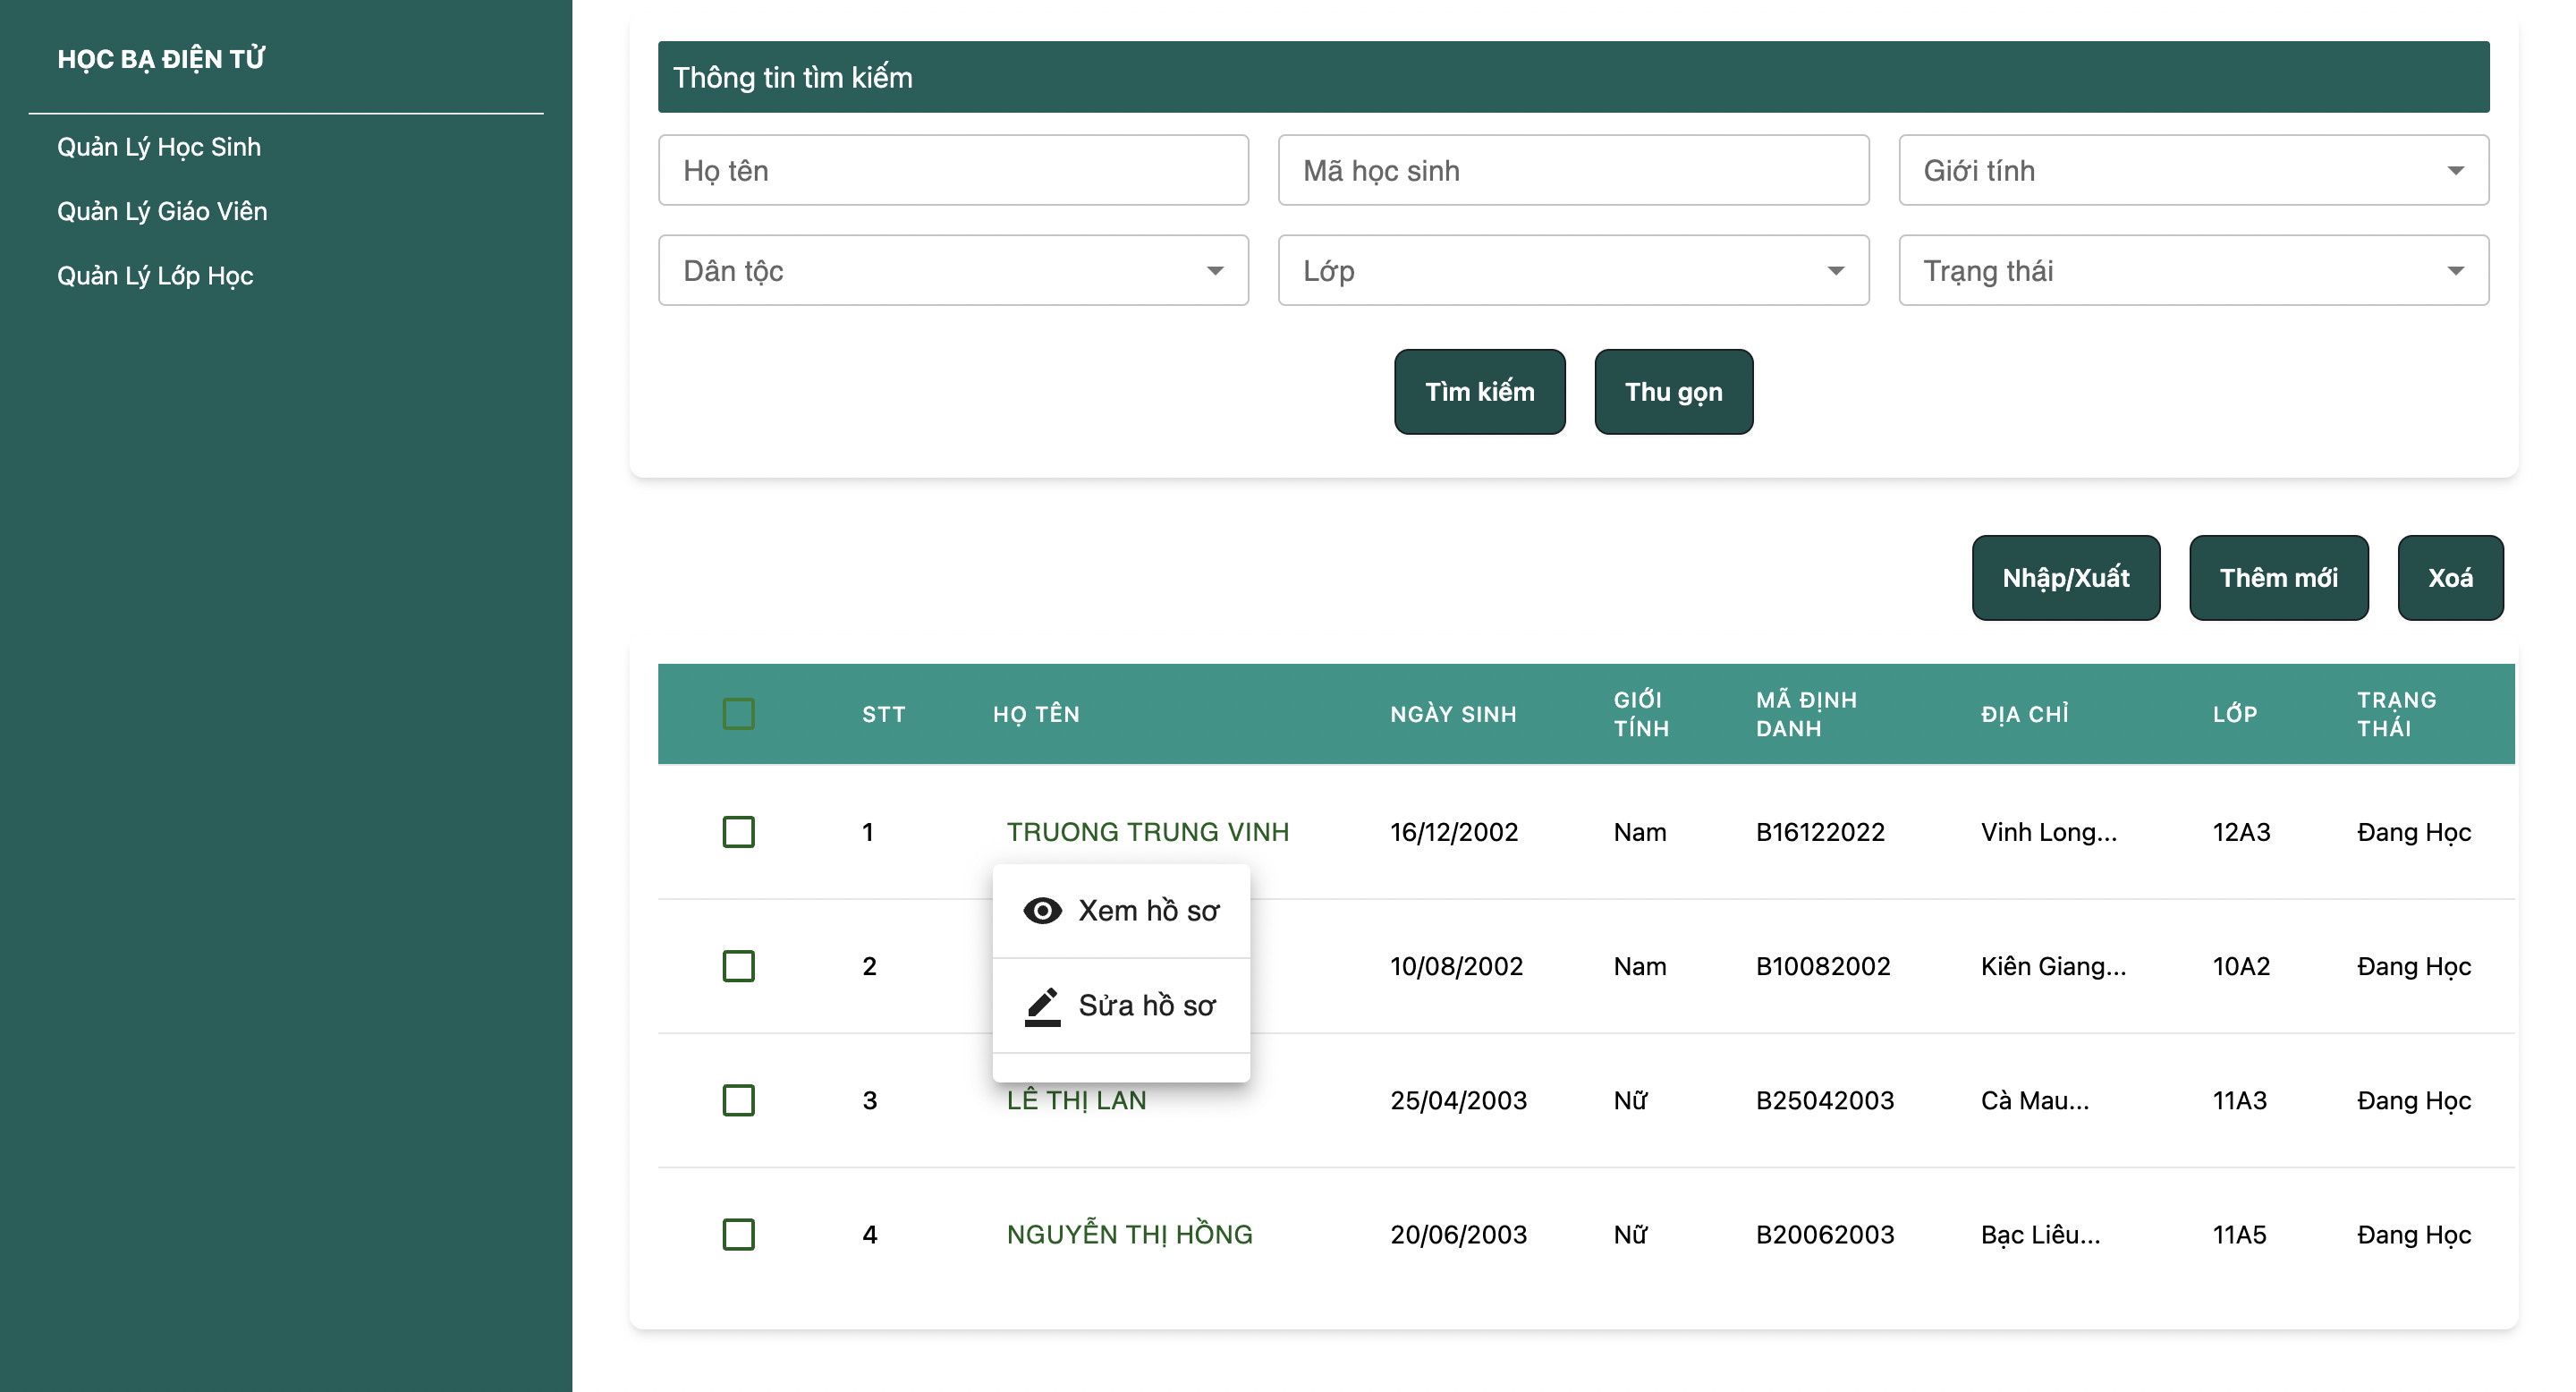 HỌC BẠ ĐIỆN TỬ
Quản Lý Học Sinh
Quản Lý Giáo Viên
Quản Lý Lớp Học
Thông tin tìm kiếm
Họ tên
Mã học sinh
Giới tính
Dân tộc
Lớp
Trạng thái
Tìm kiếm
Thu gọn
Nhập/Xuất
Thêm mới
Xoá
STT HỌ TÊN NGÀY SINH GIỚI TÍNH MÃ ĐỊNH DANH ĐỊA CHỈ LỚP TRẠNG THÁI
1 TRUONG TRUNG VINH 16/12/2002 Nam B16122022 Vinh Long... 12A3 Đang Học
Xem hồ sơ
2 10/08/2002 Nam B10082002 Kiên Giang... 10A2 Đang Học
Sửa hồ sơ
3 LÊ THỊ LAN 25/04/2003 Nữ B25042003 Cà Mau... 11A3 Đang Học
4 NGUYỄN THỊ HỒNG 20/06/2003 Nữ B20062003 Bạc Liêu... 11A5 Đang Học